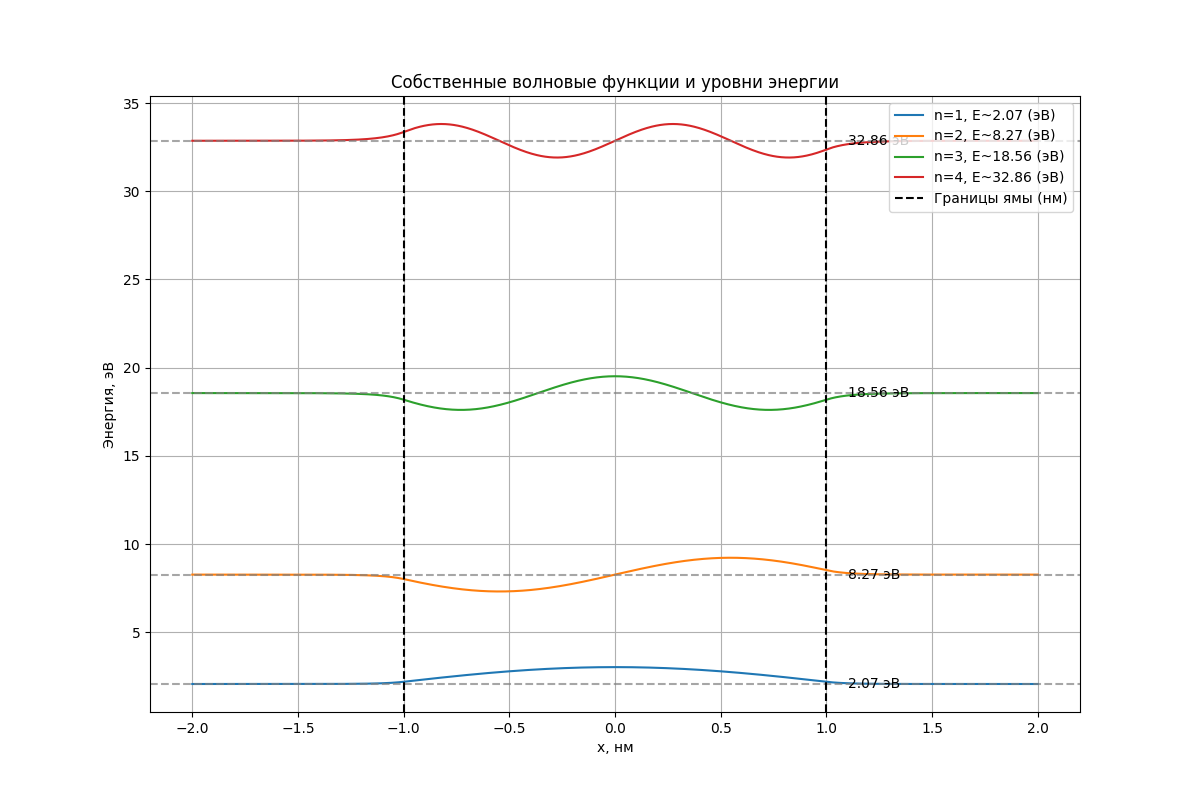 Собственные волновые функции и уровни энергии
35
30
25
20
15
10
5
Энергия, эВ
32.86 эВ
18.56 эВ
8.27 эВ
2.07 эВ
n=1, E~2.07 (эВ)
n=2, E~8.27 (эВ)
n=3, E~18.56 (эВ)
n=4, E~32.86 (эВ)
Границы ямы (нм)
−2.0 −1.5 −1.0 −0.5 0.0 0.5 1.0 1.5 2.0
x, нм